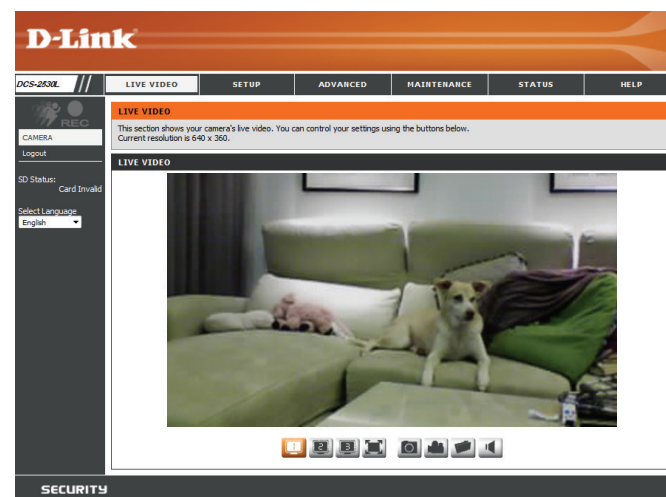 D-Link
DCS-2530L
LIVE VIDEO
SETUP
ADVANCED
MAINTENANCE
STATUS
HELP
REC
CAMERA
Logout
SD Status:
Card Invalid
Select Language
English
LIVE VIDEO
This section shows your camera's live video. You can control your settings using the buttons below.
Current resolution is 640 x 360.
LIVE VIDEO
1 2 3
SECURITY